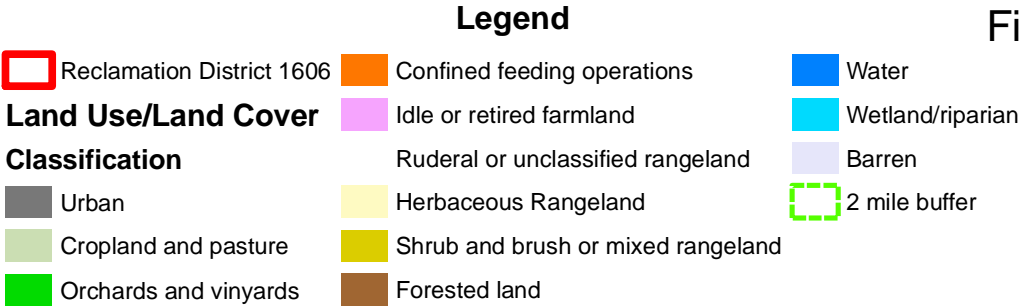 Legend
Fi
Reclamation District 1606
Land Use/Land Cover
Classification
Urban
Cropland and pasture
Orchards and vinyards
Confined feeding operations
Idle or retired farmland
Ruderal or unclassified rangeland
Herbaceous Rangeland
Shrub and brush or mixed rangeland
Forested land
Water
Wetland/riparian
Barren
2 mile buffer